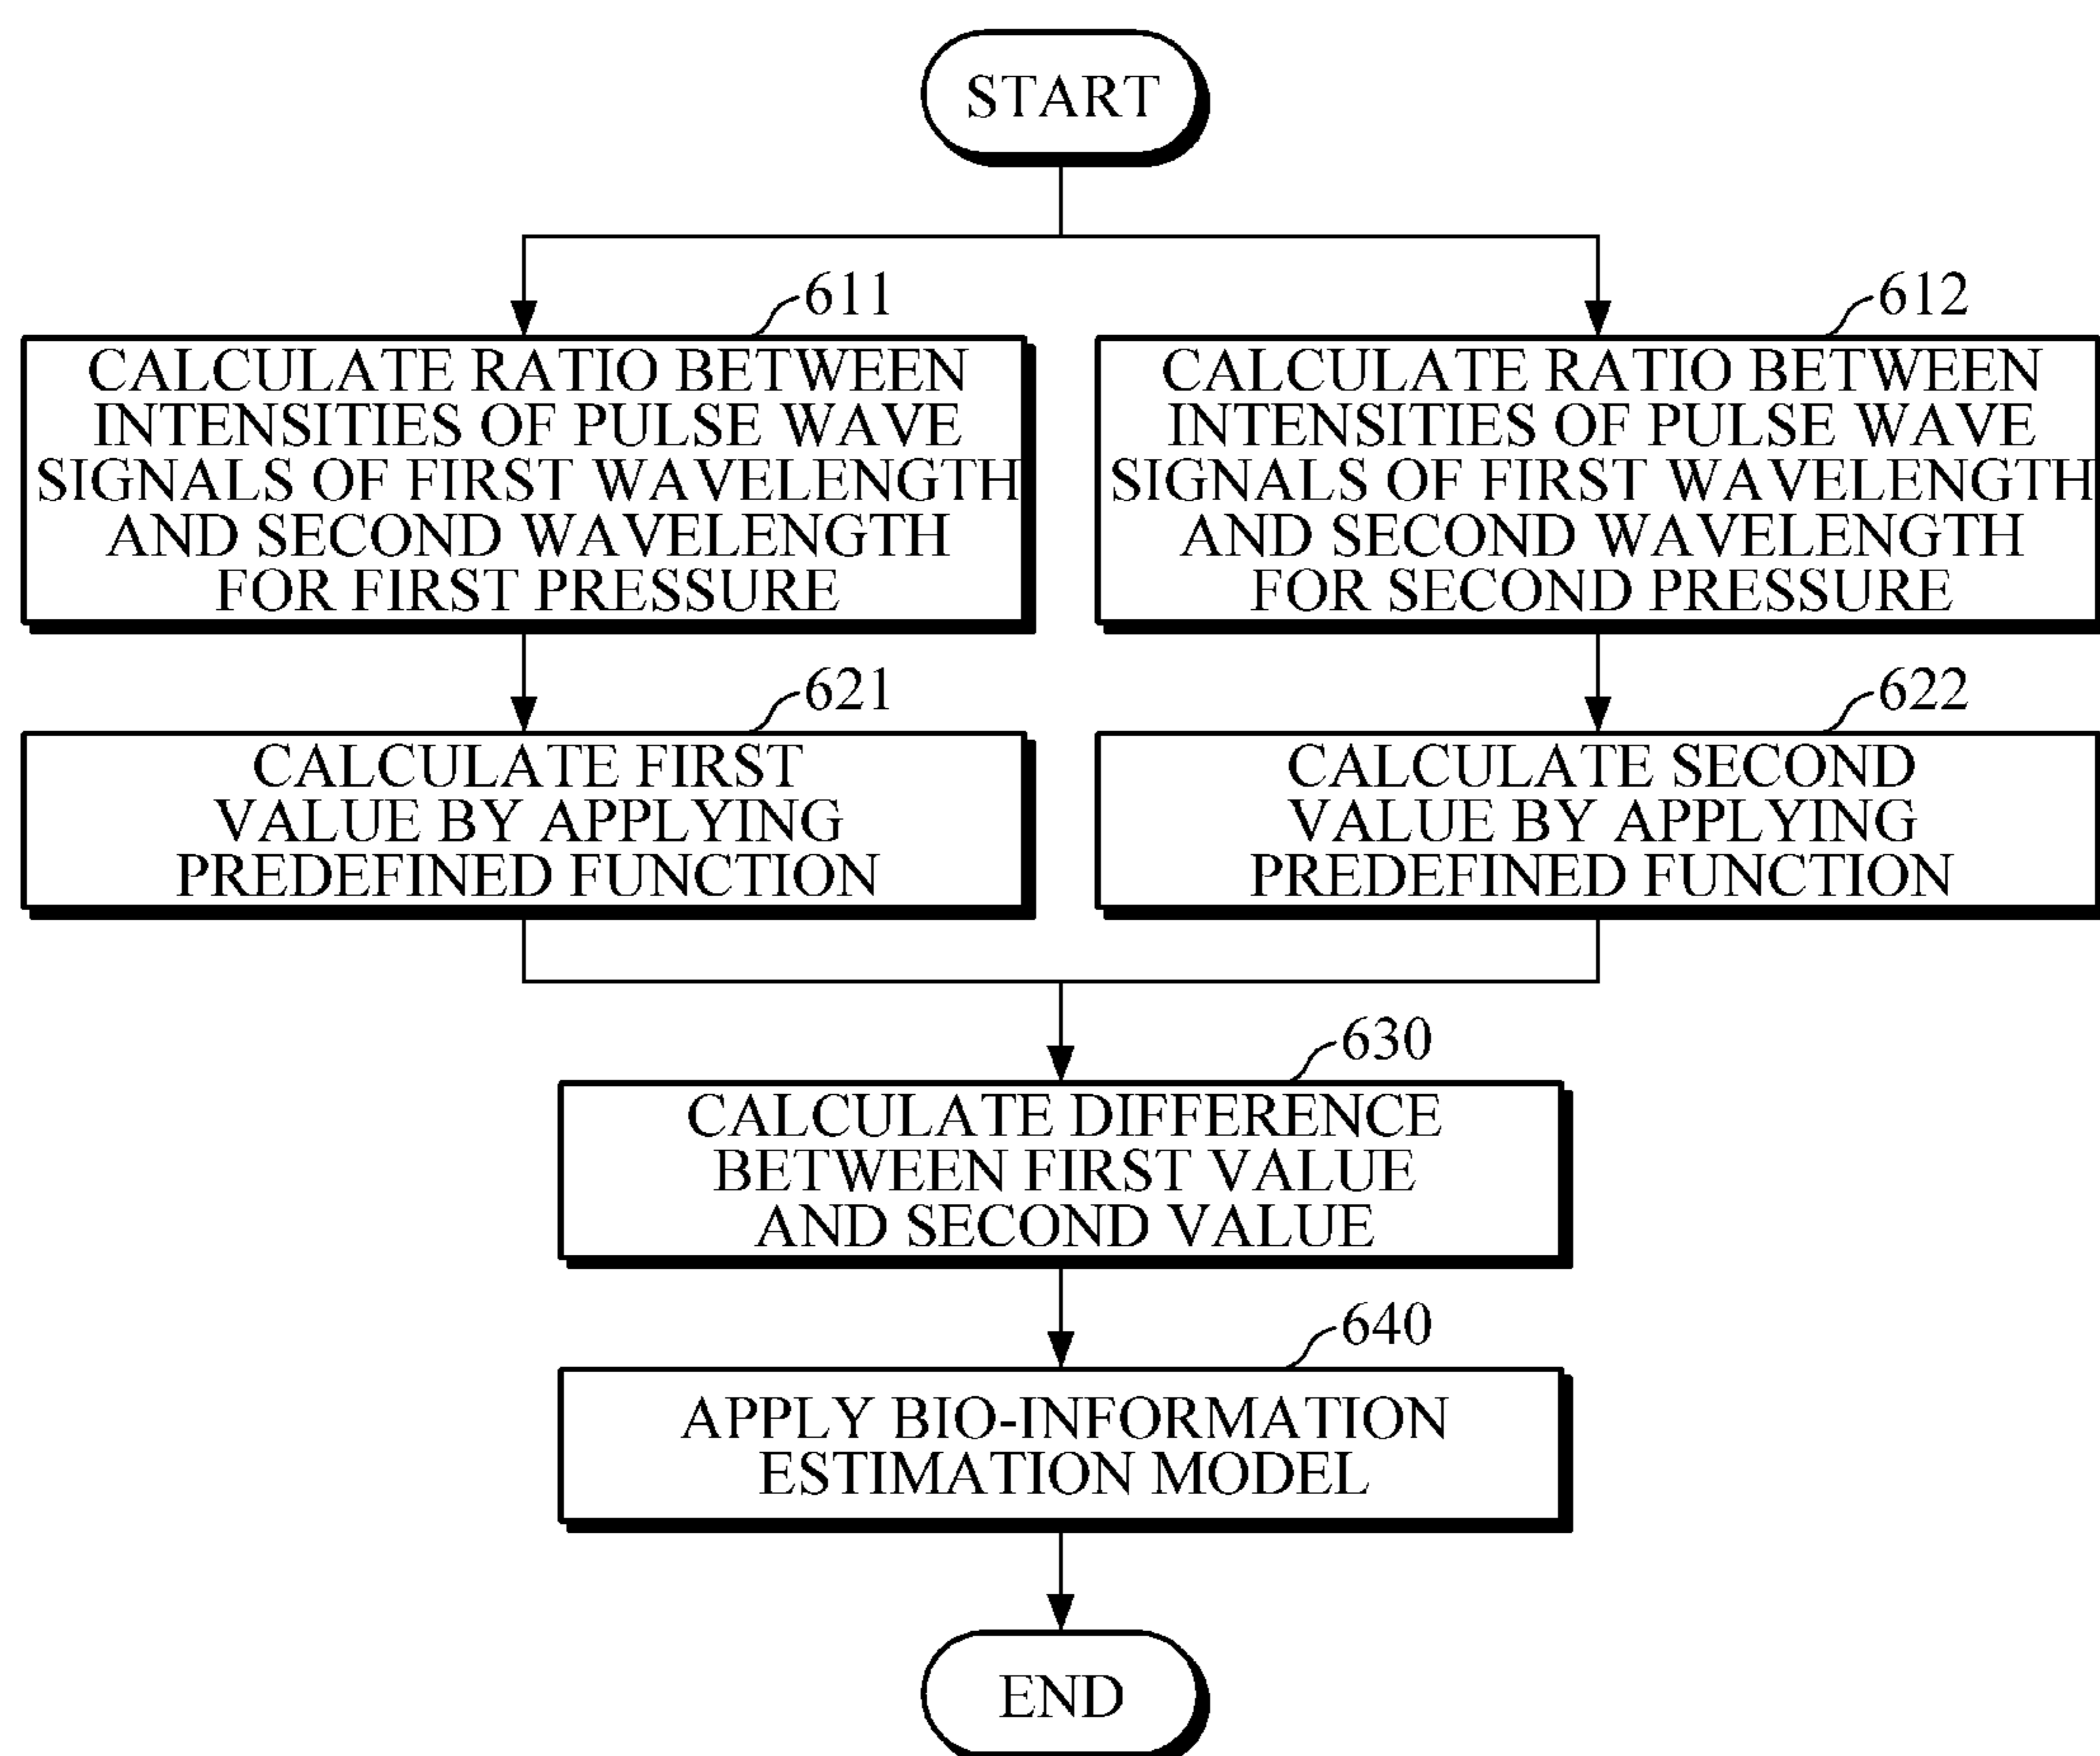 START
611
CALCULATE RATIO BETWEEN
INTENSITIES OF PULSE WAVE
SIGNALS OF FIRST WAVELENGTH
AND SECOND WAVELENGTH
FOR FIRST PRESSURE
612
CALCULATE RATIO BETWEEN
INTENSITIES OF PULSE WAVE
SIGNALS OF FIRST WAVELENGTH
AND SECOND WAVELENGTH
FOR SECOND PRESSURE
621
CALCULATE FIRST
VALUE BY APPLYING
PREDEFINED FUNCTION
622
CALCULATE SECOND
VALUE BY APPLYING
PREDEFINED FUNCTION
630
CALCULATE DIFFERENCE
BETWEEN FIRST VALUE
AND SECOND VALUE
640
APPLY BIO-INFORMATION
ESTIMATION MODEL
END